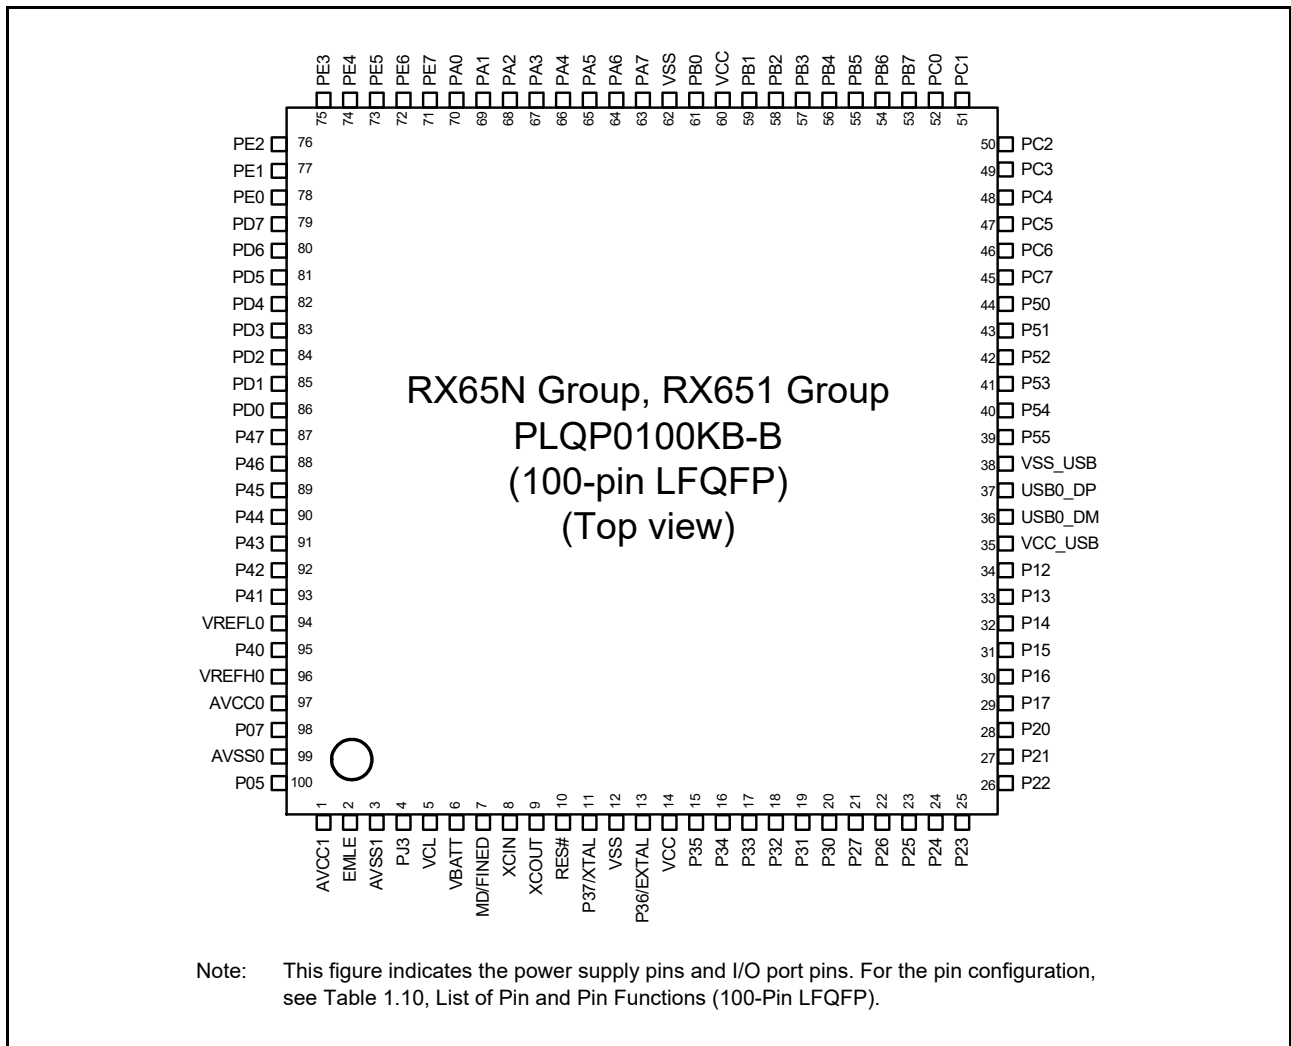 PE3 PE4 PE5 PE6 PE7 PA0 PA1 PA2 PA3 PA4 PA5 PA6 PA7 VSS PB0 VCC PB1 PB2 PB3 PB4 PB5 PB6 PB7 PC0 PC1
75 74 73 72 71 70 69 68 67 66 65 64 63 62 61 60 59 58 57 56 55 54 53 52 51
PE2 76 50 PC2
PE1 77 49 PC3
PE0 78 48 PC4
PD7 79 47 PC5
PD6 80 46 PC6
PD5 81 45 PC7
PD4 82 44 P50
PD3 83 43 P51
PD2 84 42 P52
PD1 85 41 P53
PD0 86 40 P54
P47 87 39 P55
P46 88 38 VSS_USB
P45 89 37 USB0_DP
P44 90 36 USB0_DM
P43 91 35 VCC_USB
P42 92 34 P12
P41 93 33 P13
VREFL0 94 32 P14
P40 95 31 P15
VREFH0 96 30 P16
AVCC0 97 29 P17
P07 98 28 P20
AVSS0 99 27 P21
P05 100 26 P22
RX65N Group, RX651 Group
PLQP0100KB-B
(100-pin LFQFP)
(Top view)
1 2 3 4 5 6 7 8 9 10 11 12 13 14 15 16 17 18 19 20 21 22 23 24 25
AVCC1 EMLE AVSS1 PJ3 VCL VBATT MD/FINED XCIN XCOUT RES# P37/XTAL VSS P36/EXTAL VCC P35 P34 P33 P32 P31 P30 P27 P26 P25 P24 P23
Note: This figure indicates the power supply pins and I/O port pins. For the pin configuration,
see Table 1.10, List of Pin and Pin Functions (100-Pin LFQFP).